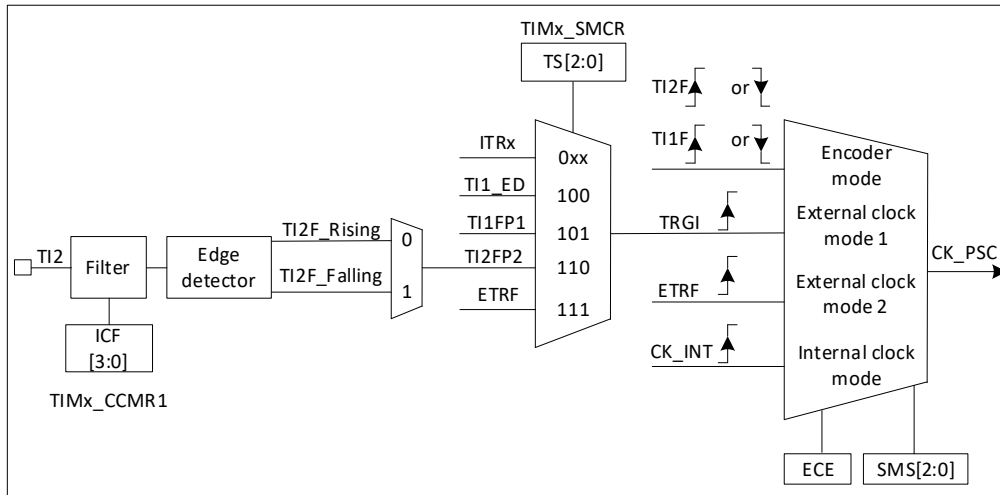 TIMx_SMCR
TS[2:0]
TI2F or
TI1F or
ITRx
0xx
Encoder
mode
TI1_ED
100
TI1FP1
101
TRGI
External clock
mode 1
TI2
Filter
Edge
detector
TI2F_Rising
0
TI2F_Falling
1
TI2FP2
110
CK_PSC
ETRF
111
ETRF
External clock
mode 2
ICF
[3:0]
TIMx_CCMR1
CK_INT
Internal clock
mode
ECE
SMS[2:0]